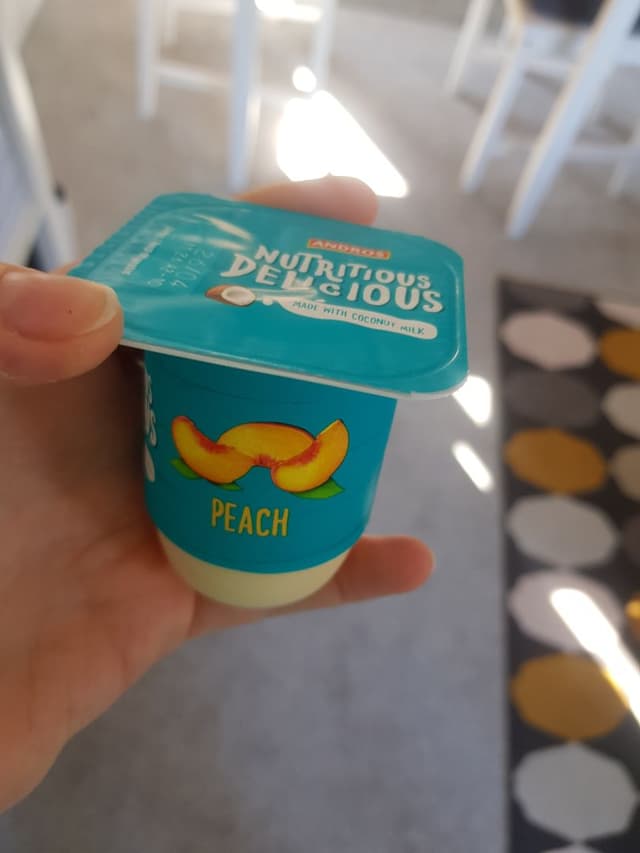 ANDROS
NUTRITIOUS
DELICIOUS
MADE WITH COCONUT MILK
PEACH